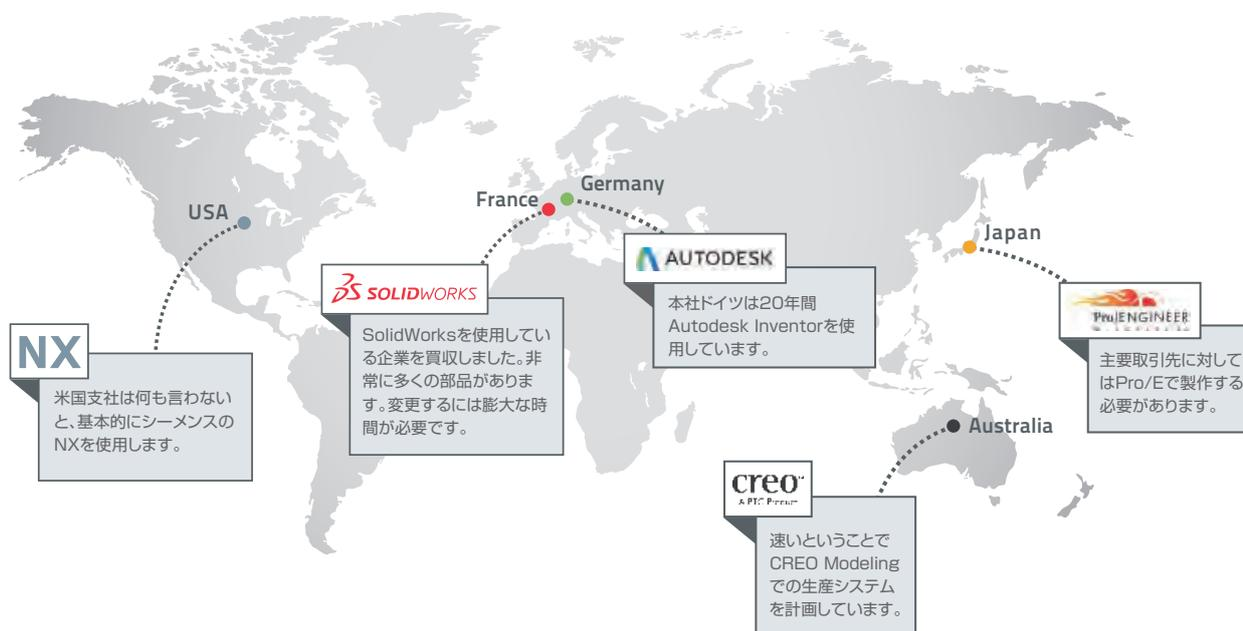 USA
NX
米国支社は何も言わない
と、基本的にシーメンスの
NXを使用します。
France
SOLIDWORKS
SolidWorksを使用してい
る企業を買収しました。非
常に多くの部品がありま
す。変更するには膨大な時
間が必要です。
Germany
AUTODESK
本社ドイツは20年間
Autodesk Inventorを使
用しています。
Japan
Pro/ENGINEER
主要取引先に対して
はPro/Eで製作する
必要があります。
Australia
creo™
A PTC Product
速いということで
CREO Modeling
での生産システム
を計画しています。